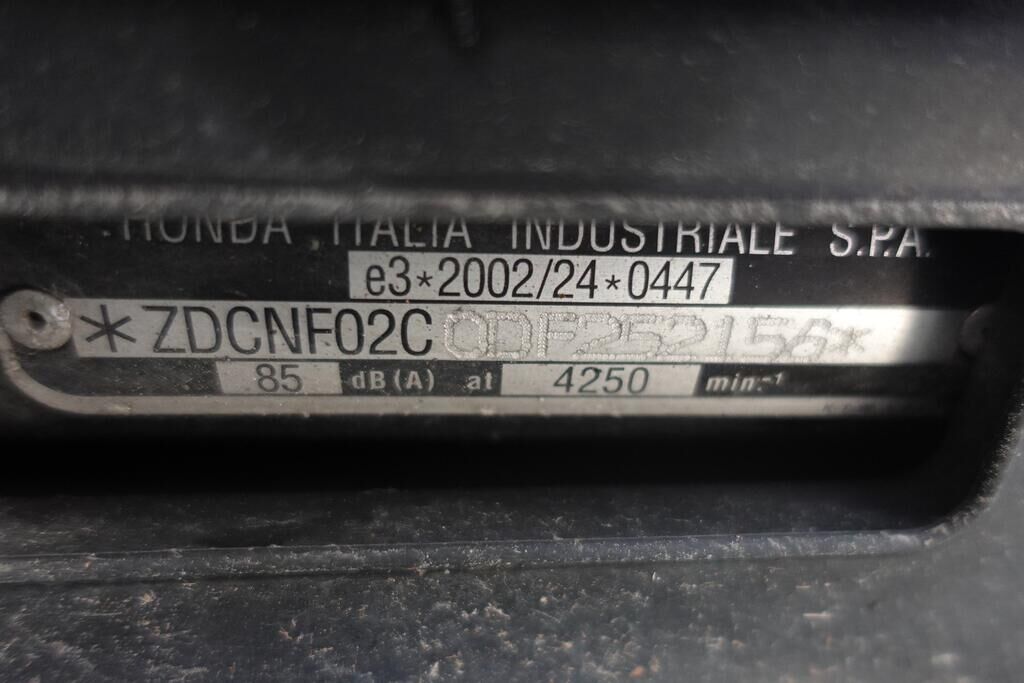 HONDA ITALIA INDUSTRIALE S.P.A.
e3*2002/24*0447
*ZDCNF02C0DF252156*
85 dB(A) at 4250 min.-1